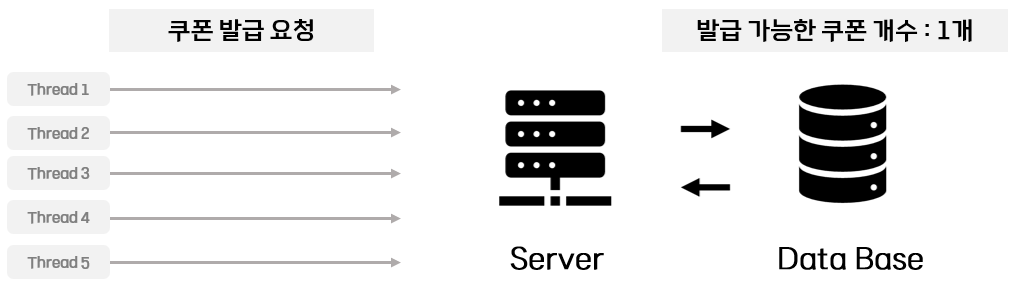 쿠폰 발급 요청
발급 가능한 쿠폰 개수 : 1개
Thread 1
Thread 2
Thread 3
Thread 4
Thread 5
Server
Data Base